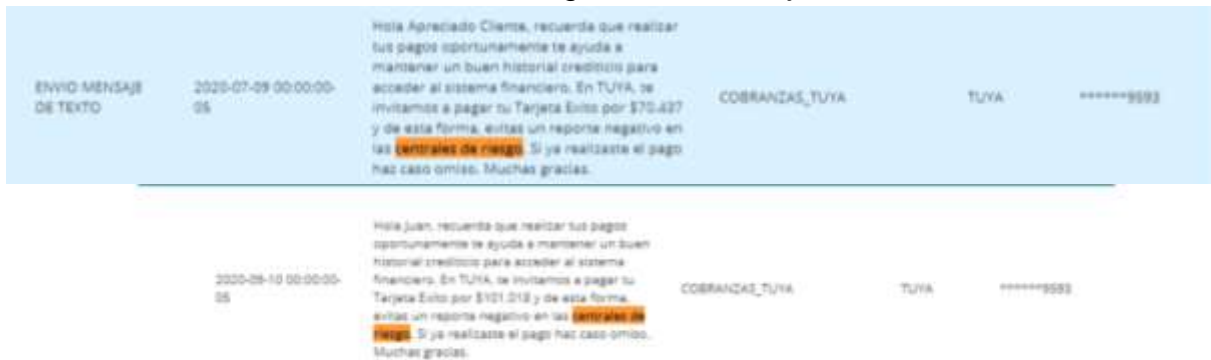 Hola Apreciado Cliente, recuerda que realizar
tus pagos oportunamente te ayuda a
mantener un buen historial crediticio para
ENVIO MENSAJE 2020-07-09 00:00:00- acceder al sistema financiero. En TUYA, te COBRANZAS_TUYA TUYA ******9593
DE TEXTO 05 invitamos a pagar tu Tarjeta Exito por $70.437
y de esta forma, evitas un reporte negativo en
las centrales de riesgo. Si ya realizaste el pago
haz caso omiso. Muchas gracias.
Hola Juan, recuerda que realizar tus pagos
oportunamente te ayuda a mantener un buen
historial crediticio para acceder al sistema
2020-09-10 00:00:00- financiero. En TUYA, te invitamos a pagar tu COBRANZAS_TUYA TUYA ******9593
05 Tarjeta Exito por $101.018 y de esta forma,
evitas un reporte negativo en las centrales de
riesgo. Si ya realizaste el pago haz caso omiso.
Muchas gracias.